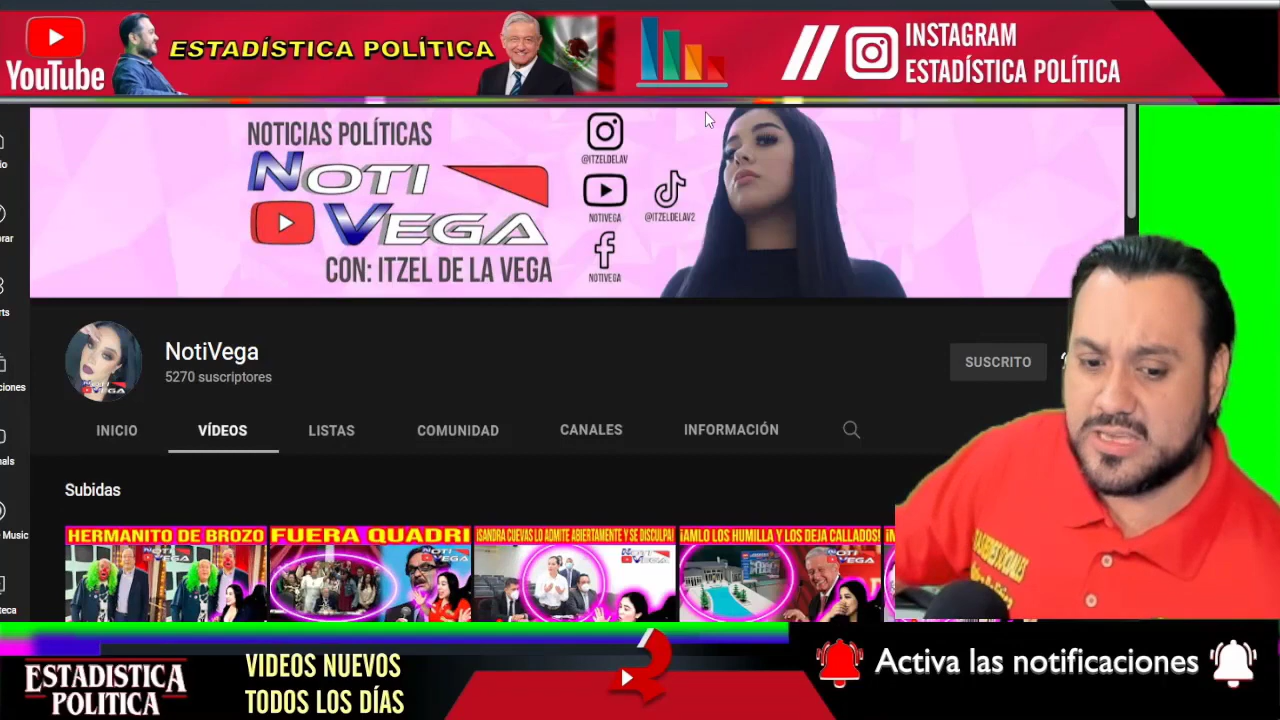 YouTube
ESTADÍSTICA POLÍTICA
INSTAGRAM
ESTADÍSTICA POLÍTICA
NOTICIAS POLÍTICAS
NOTI
VEGA
CON: ITZEL DE LA VEGA
@ITZELDELAV
NOTIVEGA
@ITZELDELAV2
NOTIVEGA
NotiVega
5270 suscriptores
SUSCRITO
INICIO
VÍDEOS
LISTAS
COMUNIDAD
CANALES
INFORMACIÓN
Subidas
HERMANITO DE BROZO
FUERA QUADRI
¡SANDRA CUEVAS LO ADMITE ABIERTAMENTE Y SE DISCULPA!
¡AMLO LOS HUMILLA Y LOS DEJA CALLADOS!
ESTADISTICA
POLITICA
VIDEOS NUEVOS
TODOS LOS DÍAS
Activa las notificaciones